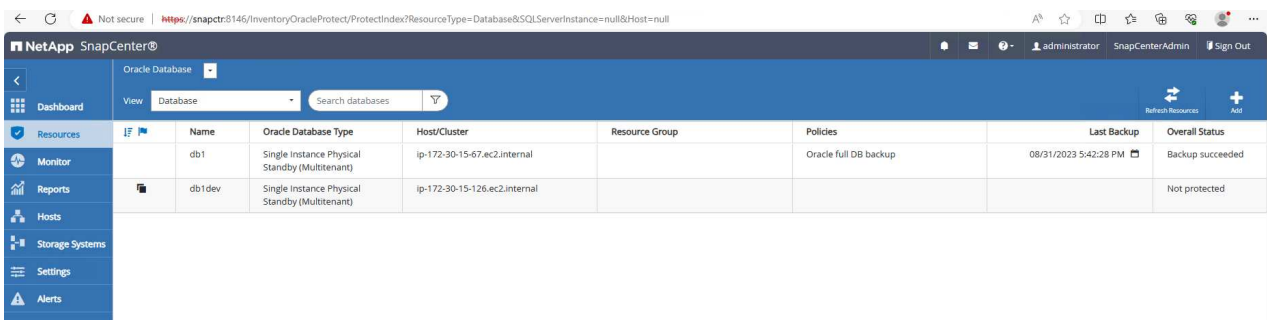 Not secure https://snapctr:8146/InventoryOracleProtect/ProtectIndex?ResourceType=Database&SQLServerInstance=null&Host=null
NetApp SnapCenter® administrator SnapCenterAdmin Sign Out
Oracle Database
Dashboard View Database Search databases Refresh Resources Add
Resources Name Oracle Database Type Host/Cluster Resource Group Policies Last Backup Overall Status
db1 Single Instance Physical ip-172-30-15-67.ec2.internal Oracle full DB backup 08/31/2023 5:42:28 PM Backup succeeded
Monitor Standby (Multitenant)
Reports db1dev Single Instance Physical ip-172-30-15-126.ec2.internal Not protected
Standby (Multitenant)
Hosts
Storage Systems
Settings
Alerts